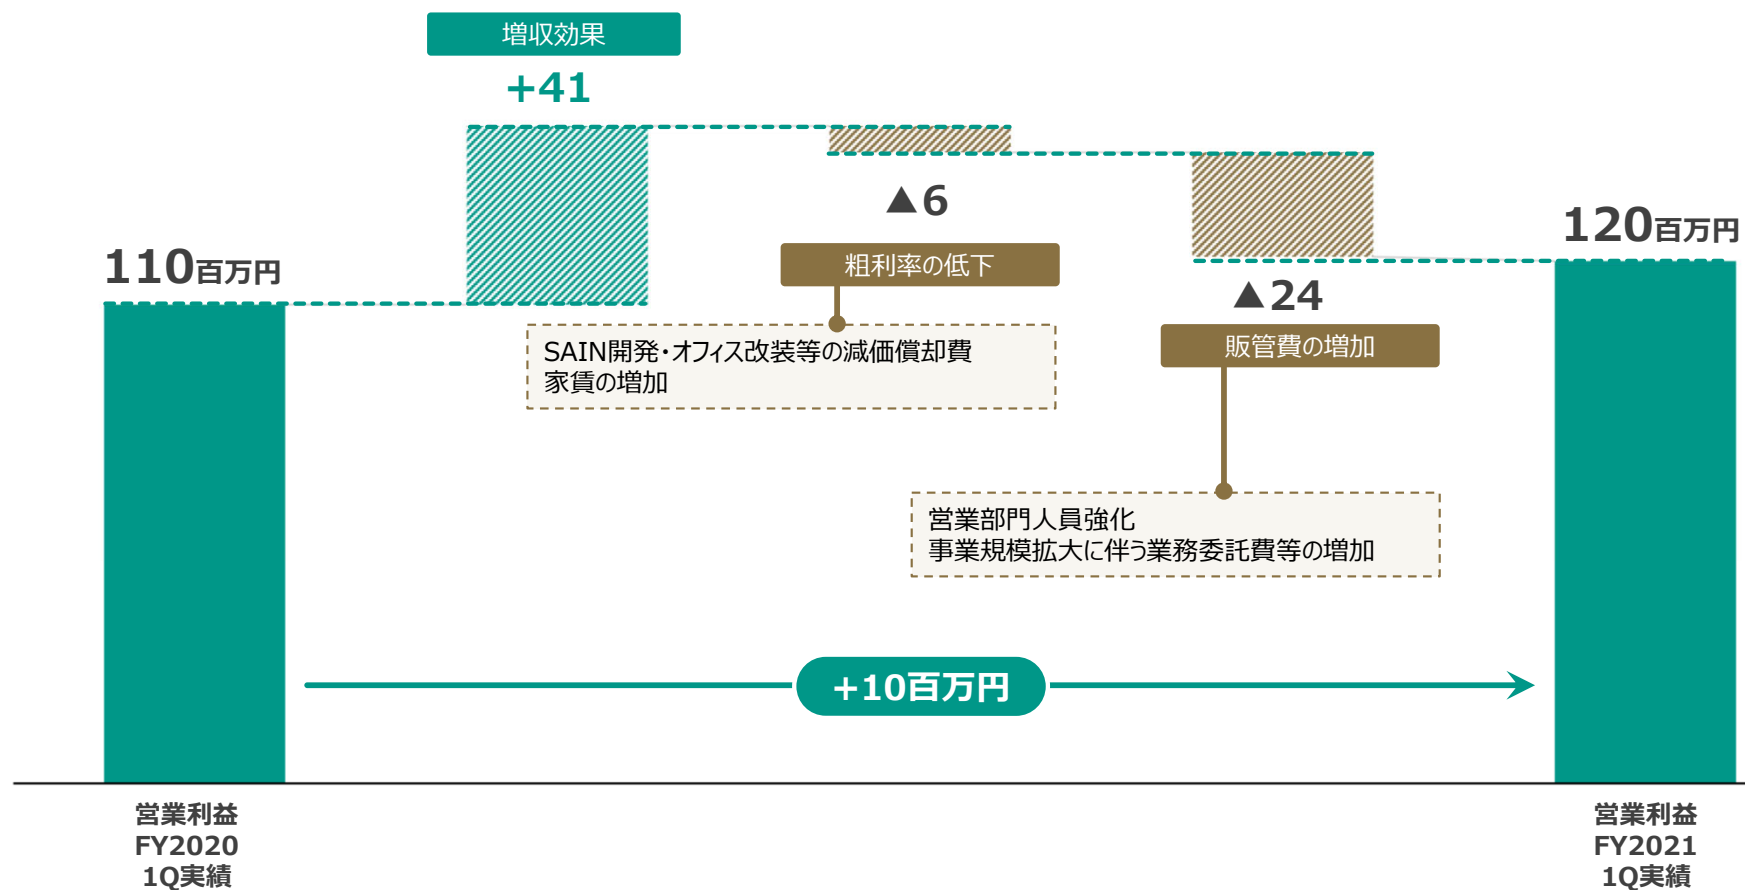 増収効果
+41
▲6
粗利率の低下
SAIN開発・オフィス改装等の減価償却費
家賃の増加
▲24
販管費の増加
営業部門人員強化
事業規模拡大に伴う業務委託費等の増加
110百万円
120百万円
+10百万円
営業利益
FY2020
1Q実績
営業利益
FY2021
1Q実績